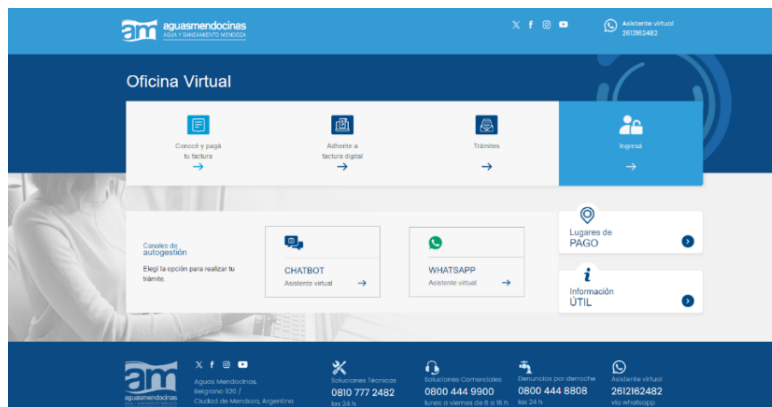 aguasmendocinas
AGUA Y SANEAMIENTO MENDOZA
Asistente virtual
2612162482
Oficina Virtual
Conocé y pagá
tu factura
Adherite a
factura digital
Trámites
Ingresá
Canales de
autogestión
Elegí la opción para realizar tu
trámite.
CHATBOT
Asistente virtual
WHATSAPP
Asistente virtual
Lugares de
PAGO
Información
ÚTIL
am
aguasmendocinas
Aguas Mendocinas,
Belgrano 920 /
Ciudad de Mendoza, Argentina
Soluciones Técnicas
0810 777 2482
las 24 h
Soluciones Comerciales
0800 444 9900
lunes a viernes de 8 a 16 h
Denuncias por derroche
0800 444 8808
las 24 h
Asistente virtual
2612162482
vía whatsapp